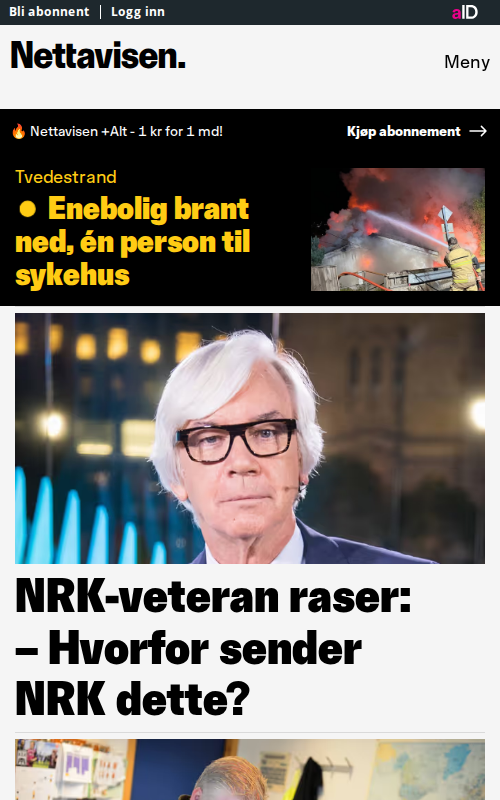 Bli abonnent | Logg inn
aID
Nettavisen.
Meny
🔥 Nettavisen +Alt - 1 kr for 1 md!
Kjøp abonnement →
Tvedestrand
Enebolig brant
ned, én person til
sykehus
NRK-veteran raser:
– Hvorfor sender
NRK dette?